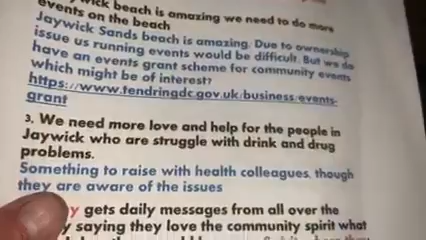 beach is amazing we need to do more
events on the beach
Jaywick Sands beach is amazing. Due to ownership
issue us running events would be difficult. But we do
have an events grant scheme for community events
which might be of interest?
https://www.tendringdc.gov.uk/business/events-
grant
3. We need more love and help for the people in
Jaywick who are struggle with drink and drug
problems.
Something to raise with health colleagues, though
they are aware of the issues
y gets daily messages from all over the
y saying they love the community spirit what